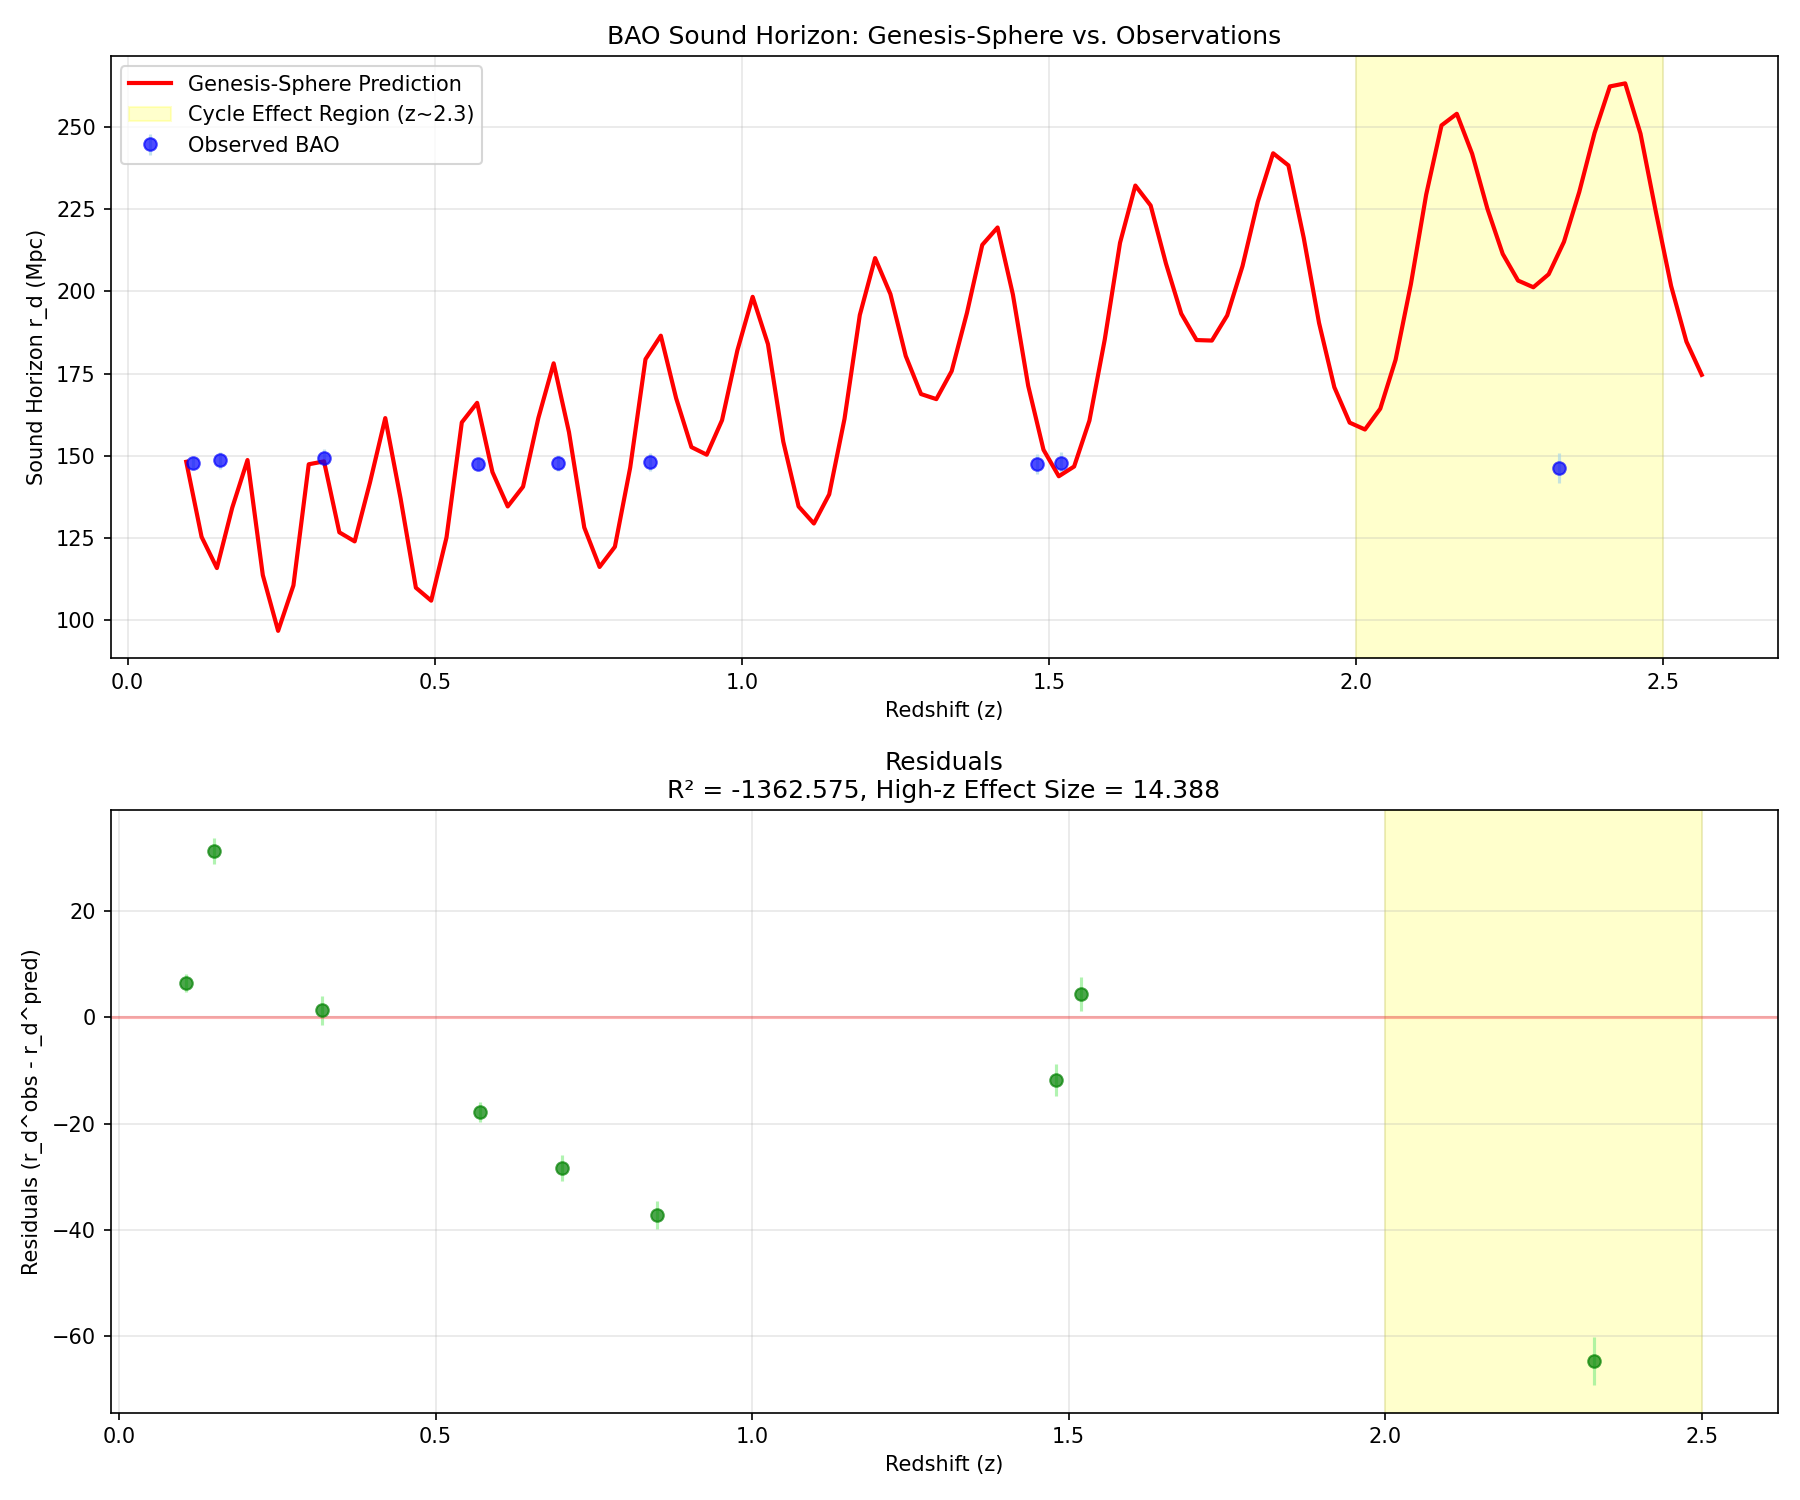 BAO Sound Horizon: Genesis-Sphere vs. Observations
Genesis-Sphere Prediction
Cycle Effect Region (z~2.3)
Observed BAO
Sound Horizon r_d (Mpc)
250
225
200
175
150
125
100
0.0 0.5 1.0 1.5 2.0 2.5
Redshift (z)
Residuals
R² = -1362.575, High-z Effect Size = 14.388
Residuals (r_d^obs - r_d^pred)
20
0
−20
−40
−60
0.0 0.5 1.0 1.5 2.0 2.5
Redshift (z)